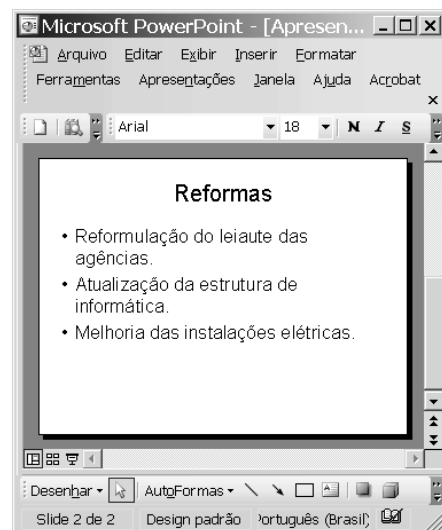 Microsoft PowerPoint - [Apresen...
Arquivo Editar Exibir Inserir Formatar
Ferramentas Apresentações Janela Ajuda Acrobat
Arial 18 N I S
Reformas
• Reformulação do leiaute das
agências.
• Atualização da estrutura de
informática.
• Melhoria das instalações elétricas.
Desenhar AutoFormas
Slide 2 de 2 Design padrão Português (Brasil)